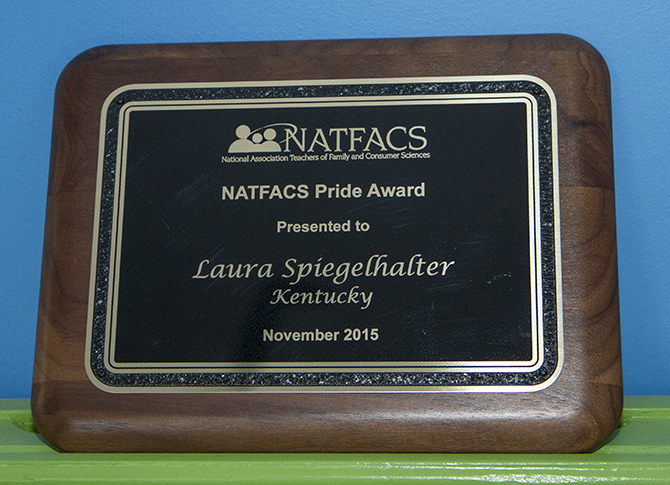 NATFACS
National Association Teachers of Family and Consumer Sciences
NATFACS Pride Award
Presented to
Laura Spiegelhalter
Kentucky
November 2015